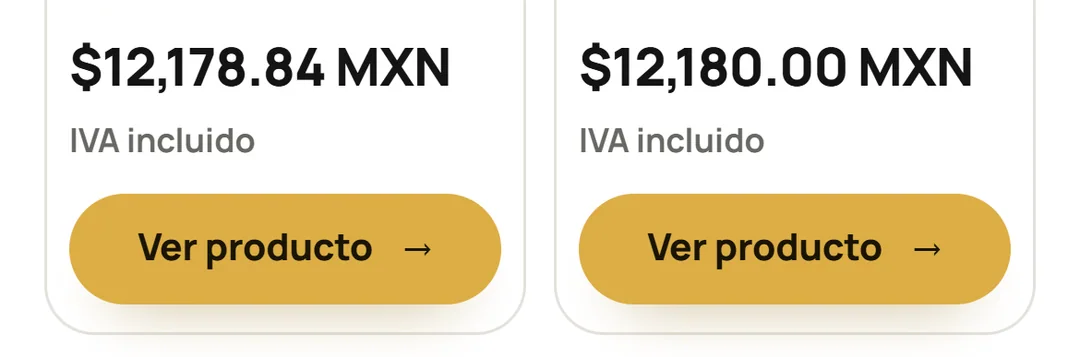 $12,178.84 MXN
IVA incluido
Ver producto →
$12,180.00 MXN
IVA incluido
Ver producto →